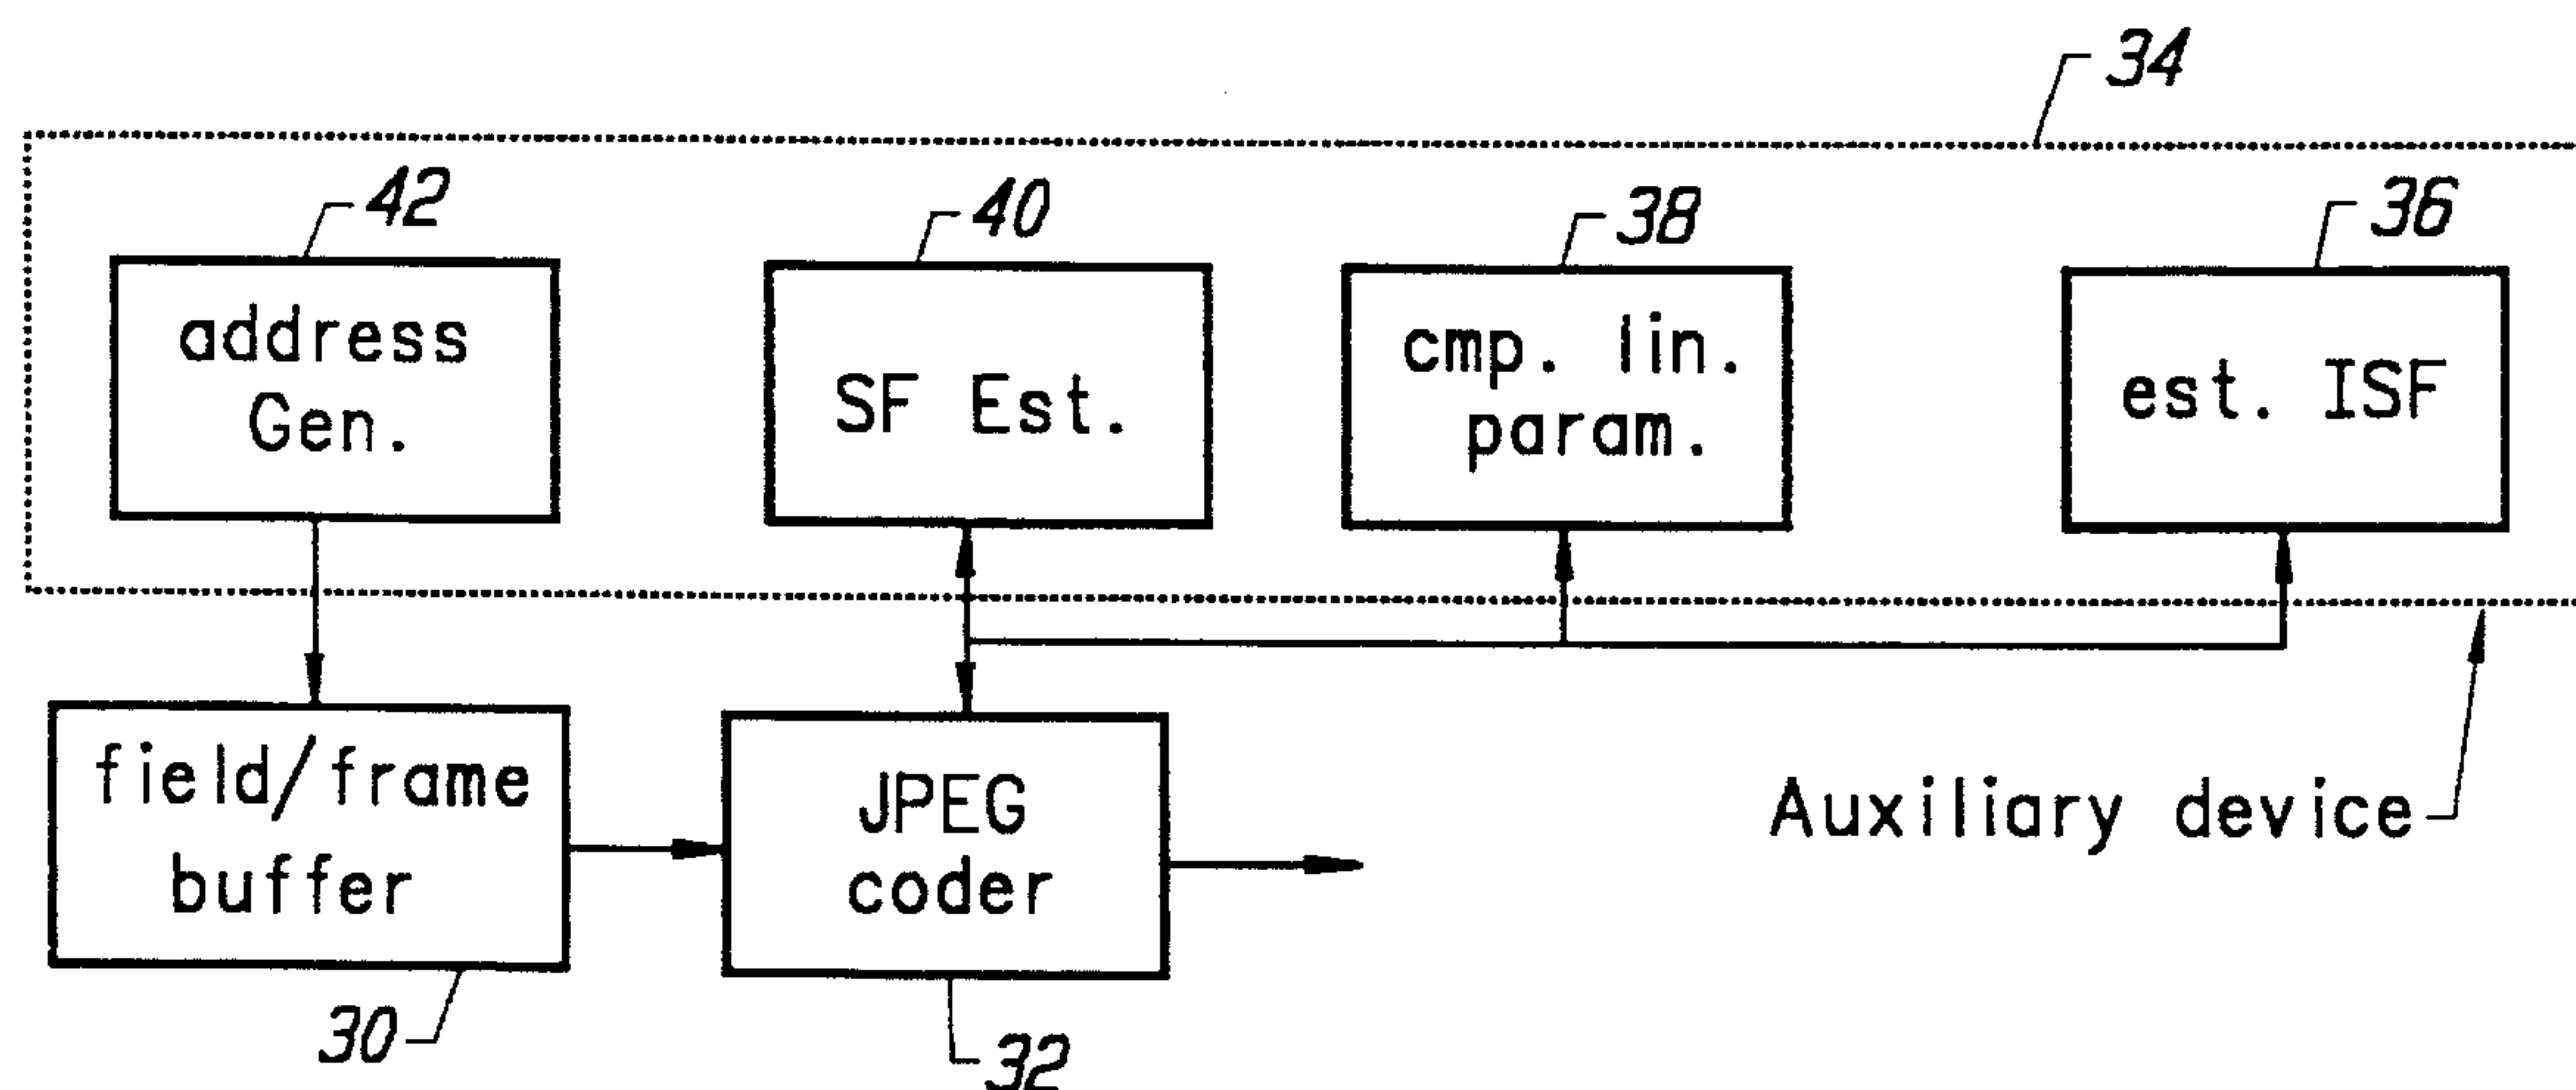 34
42
40
38
36
address
Gen.
SF Est.
cmp. lin.
param.
est. ISF
field/frame
buffer
JPEG
coder
Auxiliary device
30
32